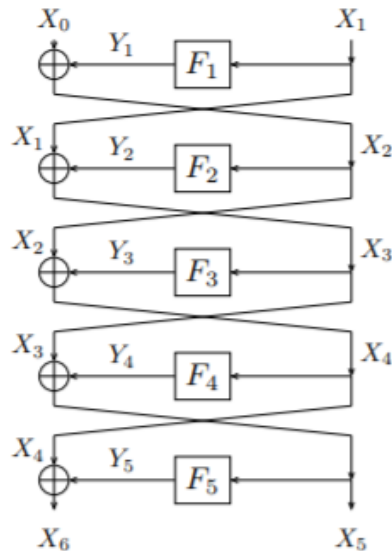 X₀ X₁
Y₁ F₁
X₁ Y₂ F₂ X₂
X₂ Y₃ F₃ X₃
X₃ Y₄ F₄ X₄
X₄ Y₅ F₅
X₆ X₅